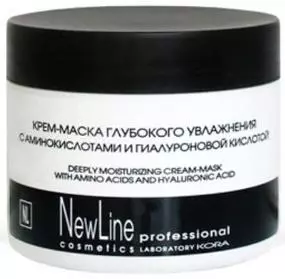 КРЕМ-МАСКА ГЛУБОКОГО УВЛАЖНЕНИЯ
С АМИНОКИСЛОТАМИ И ГИАЛУРОНОВОЙ КИСЛОТОЙ
DEEPLY MOISTURIZING CREAM-MASK
WITH AMINO ACIDS AND HYALURONIC ACID
NL
NewLine professional
cosmetics LABORATORY KORA